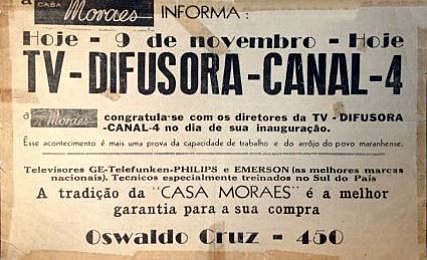 a CASA Moraes INFORMA:
Hoje - 9 de novembro - Hoje
TV-DIFUSORA-CANAL-4
a Moraes congratula-se com os diretores da TV - DIFUSORA
-CANAL-4 no dia de sua inauguração.
Esse acontecimento é mais uma prova da capacidade de trabalho e do arrôjo do povo maranhense.
Televisores GE-Telefunken-PHILIPS e EMERSON (as melhores marcas
nacionais). Tecnicos especialmente treinados no Sul do País
A tradição da "CASA MORAES" é a melhor
garantia para a sua compra
Oswaldo Cruz - 450